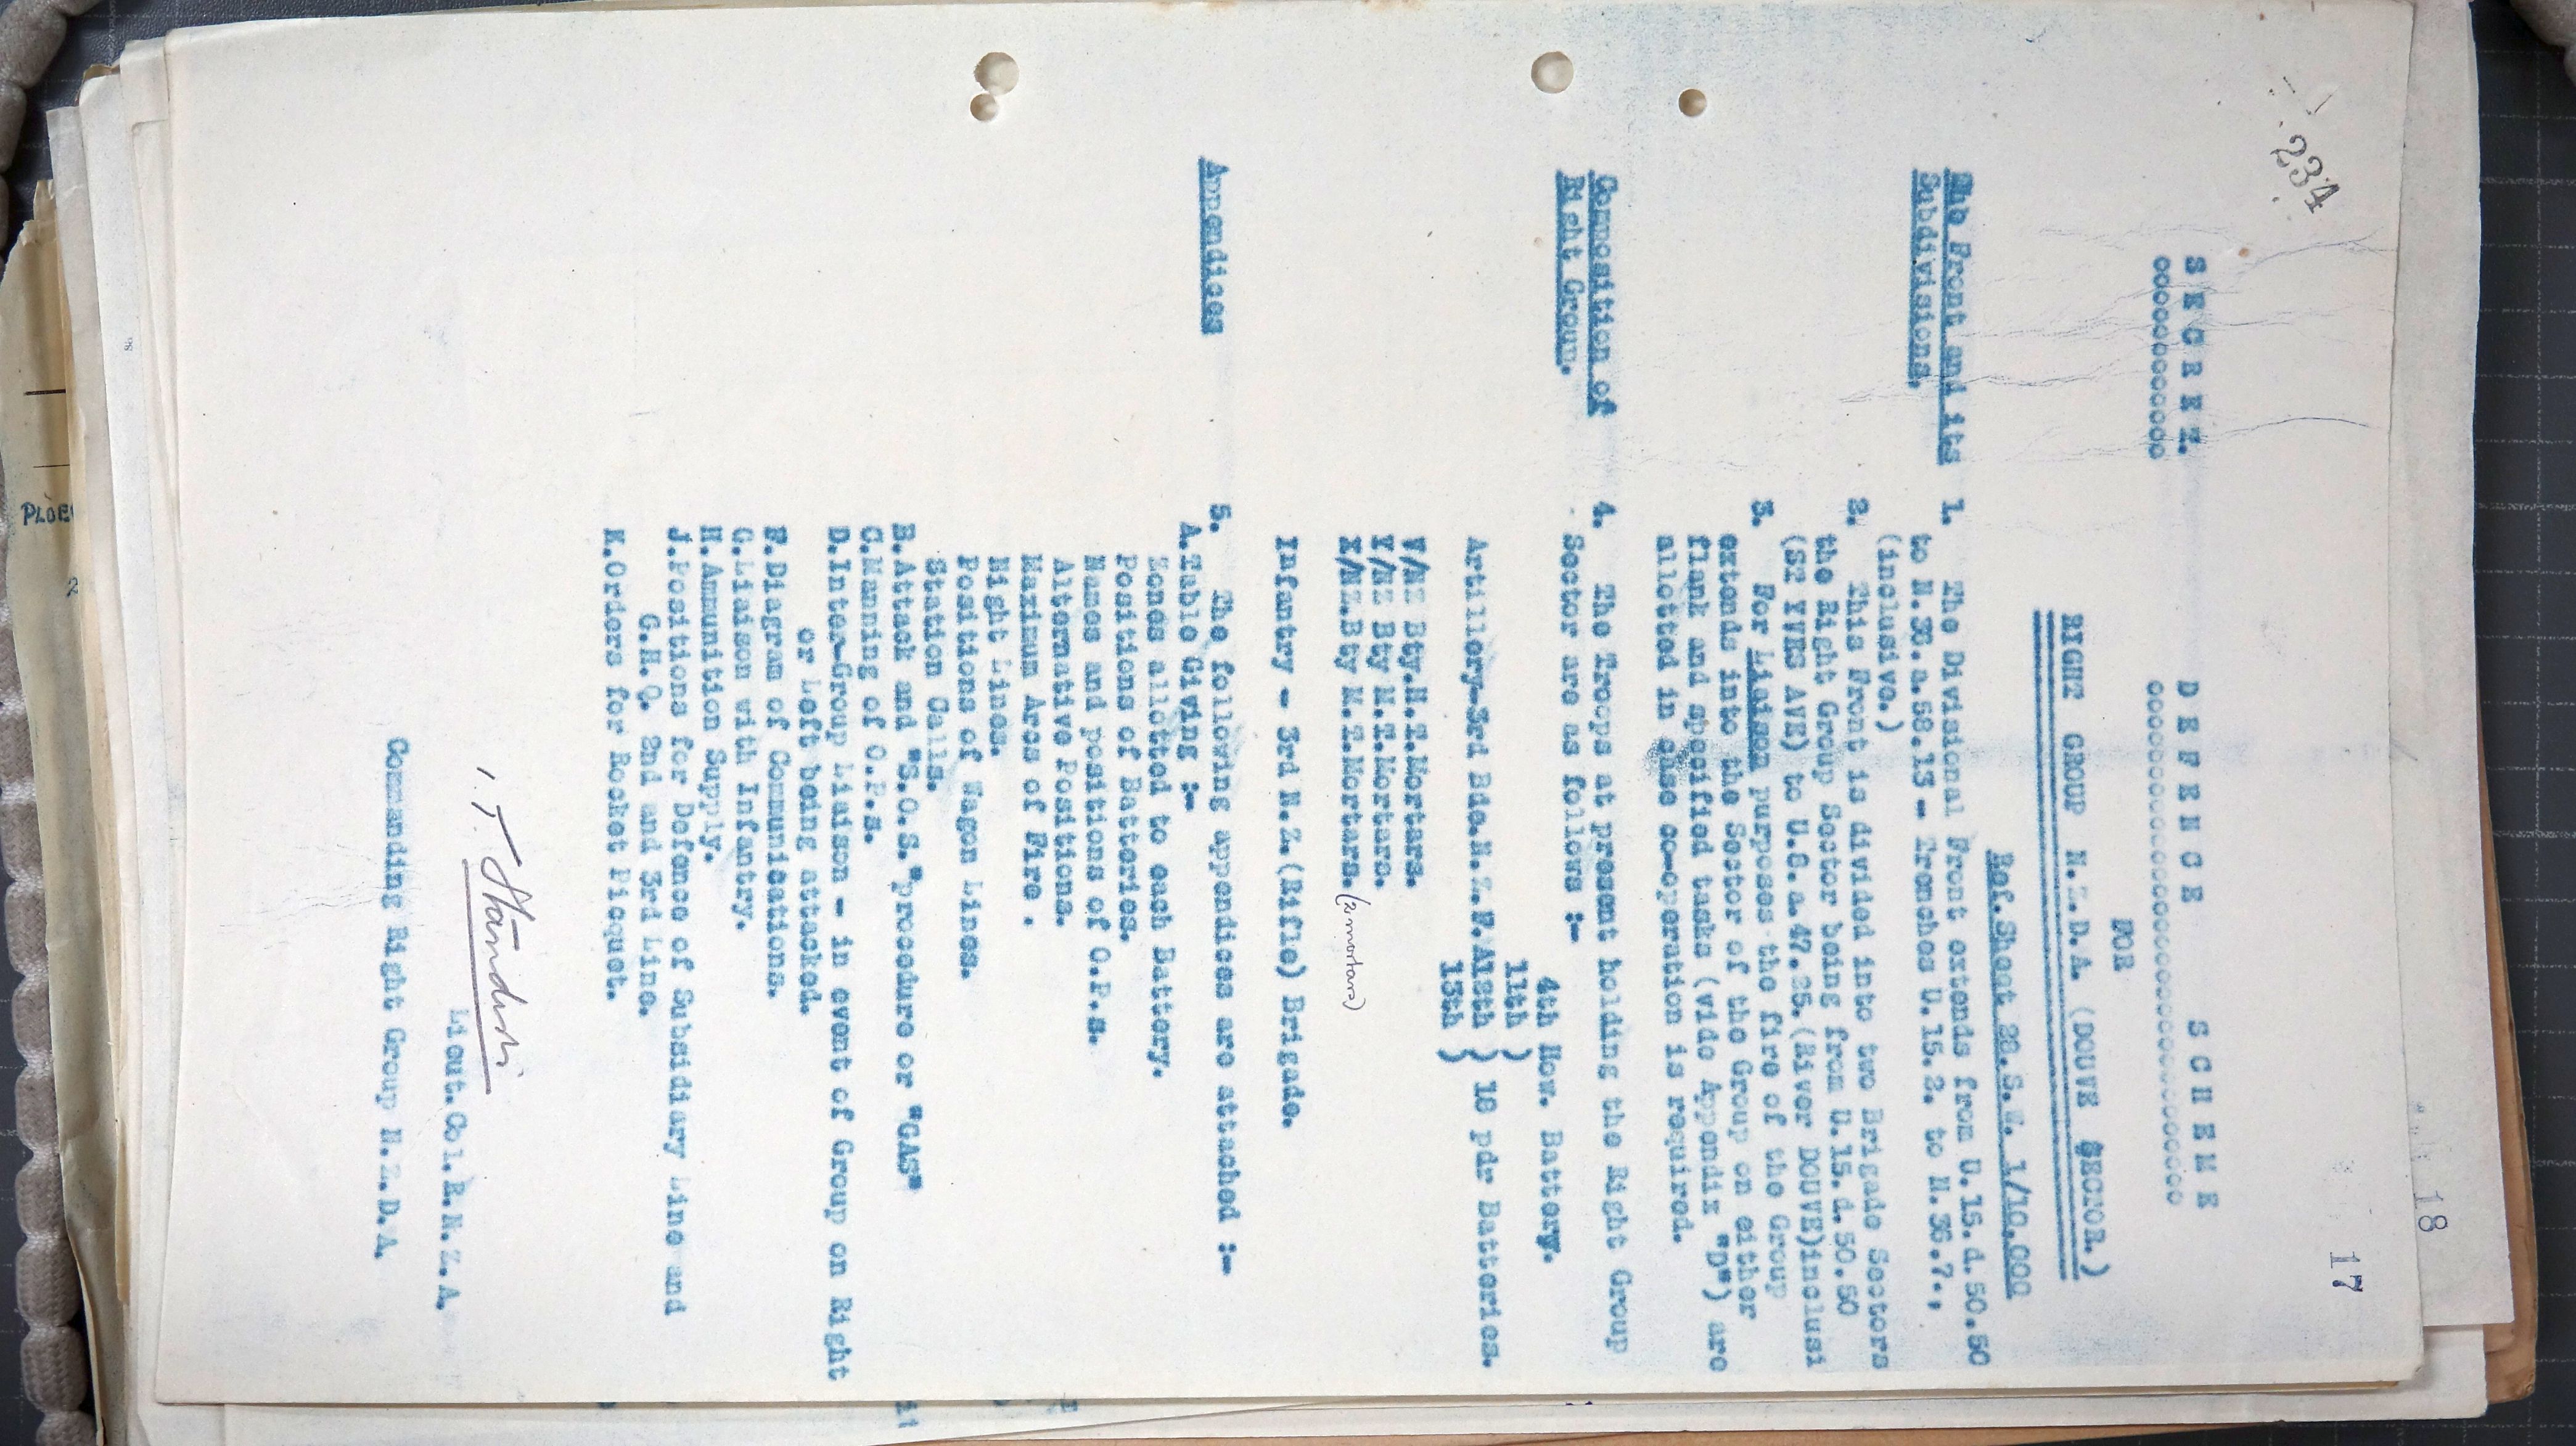 234
18
17
S E C R E T.
oooooooooooooo
D E F E N C E   S C H E M E
oooooooooooooooooooooooooooooooooo
FOR
RIGHT GROUP N.Z.D.A. (DOUVE SECTOR.)
Ref.Sheet 28.S.W. 1/10,000
The Front and its
Subdivisions.
1. The Divisional Front extends from U.15.d.50.50
to N.36.a.58.13 - Trenches U.15.2. to N.36.7.,
(inclusive.)
2. This Front is divided into two Brigade Sectors
the Right Group Sector being from U.15.d.50.50
(ST YVES AVE) to U.8.a.47.25.(River DOUVE)inclusi
3. For Liaison purposes the fire of the Group
extends into the Sector of the Group on either
flank and specified tasks (vide Appendix "D") are
allotted in case co-operation is required.
Composition of
Right Group.
4. The Troops at present holding the Right Group
Sector are as follows :-
4th How. Battery.
11th )
Artillery-3rd Bde.N.Z.F.A12th ) 18 pdr Batteries.
13th )
V/NZ Bty.H.T.Mortars.
Y/NZ Bty M.T.Mortars.
X/NZ.Bty M.T.Mortars. (2 mortars)
Infantry - 3rd N.Z.(Rifle) Brigade.
Appendices
5. The following appendices are attached :-
A.Table Giving :-
Zones allotted to each Battery.
Positions of Batteries.
Names and positions of O.P.s.
Alternative Positions.
Maximum Arcs of Fire .
Night Lines.
Positions of Wagon Lines.
Station Calls.
B.Attack and "S.O.S."procedure or "GAS"
C.Manning of O.P.s.
D.Inter-Group Liaison - in event of Group on Right
or Left being attacked.
F.Diagram of Communications.
G.Liaison with Infantry.
H.Ammunition Supply.
J.Positions for Defence of Subsidiary Line and
G.H.Q. 2nd and 3rd Line.
K.Orders for Rocket Picquet.
T. Standish
Lieut.Col.R.N.Z.A.
Commanding Right Group N.Z.D.A.